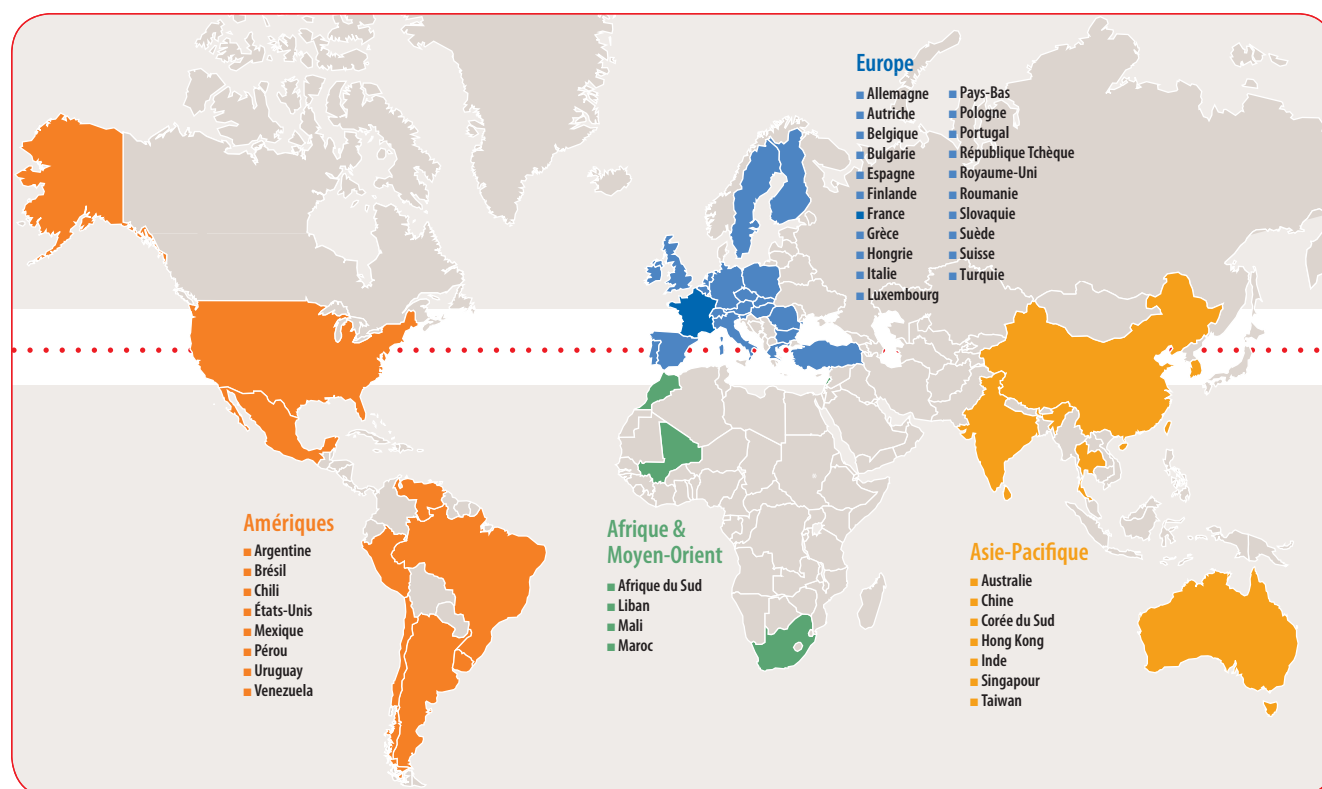 Europe
Allemagne
Autriche
Belgique
Bulgarie
Espagne
Finlande
France
Grèce
Hongrie
Italie
Luxembourg
Pays-Bas
Pologne
Portugal
République Tchèque
Royaume-Uni
Roumanie
Slovaquie
Suède
Suisse
Turquie
Amériques
Argentine
Brésil
Chili
États-Unis
Mexique
Pérou
Uruguay
Venezuela
Afrique &
Moyen-Orient
Afrique du Sud
Liban
Mali
Maroc
Asie-Pacifique
Australie
Chine
Corée du Sud
Hong Kong
Inde
Singapour
Taiwan